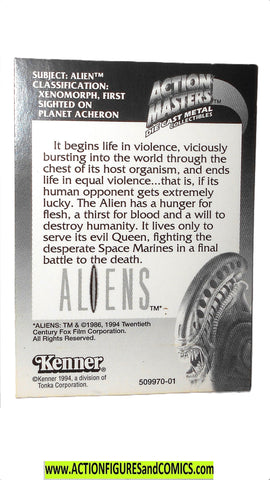 SUBJECT: ALIEN™
CLASSIFICATION:
XENOMORPH, FIRST
SIGHTED ON
PLANET ACHERON
ACTION
MASTERS™
DIE CAST METAL
COLLECTIBLES
It begins life in violence, viciously
bursting into the world through the
chest of its host organism, and ends
life in equal violence...that is, if its
human opponent gets extremely
lucky. The Alien has a hunger for
flesh, a thirst for blood and a will to
destroy humanity. It lives only to
serve its evil Queen, fighting the
desperate Space Marines in a final
battle to the death.
ALIENS
TM*
*ALIENS: TM & ©1986, 1994 Twentieth
Century Fox Film Corporation.
All Rights Reserved.
Kenner
©Kenner 1994, a division of
Tonka Corporation.
509970-01
www.ACTIONFIGURESandCOMICS.com